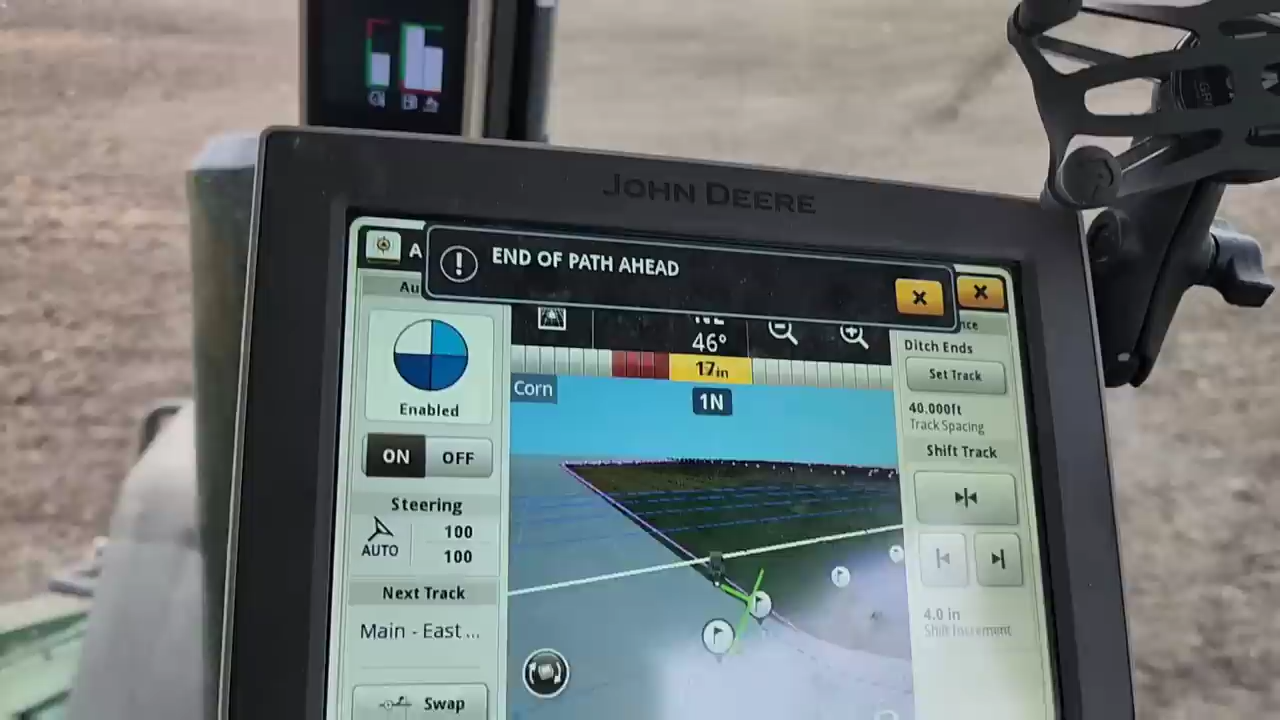 JOHN DEERE
END OF PATH AHEAD
46°
17in
Corn
1N
Enabled
ON OFF
Steering
AUTO
100
100
Next Track
Main - East ...
Swap
Ditch Ends
Set Track
40.000ft
Track Spacing
Shift Track
4.0 in
Shift Increment